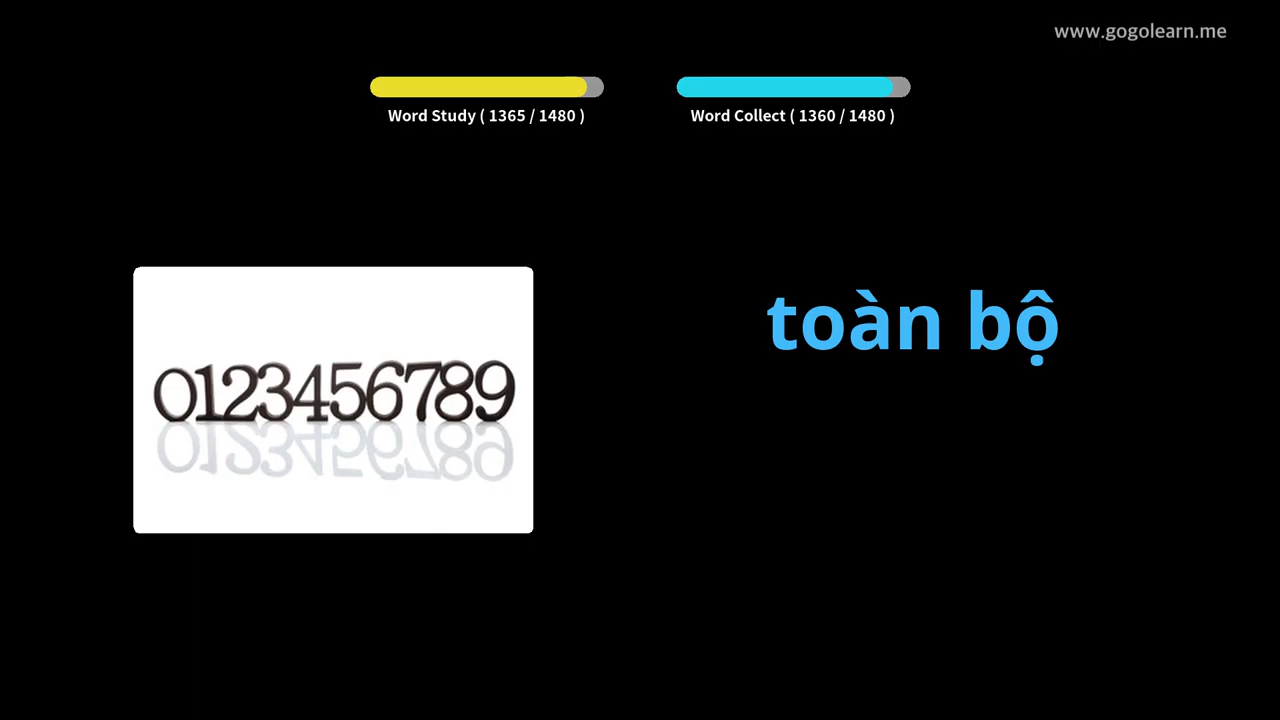 www.gogolearn.me
Word Study ( 1365 / 1480 )
Word Collect ( 1360 / 1480 )
toàn bộ
0123456789